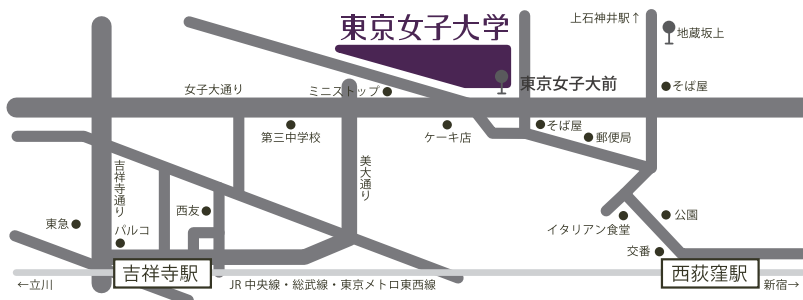 東京女子大学
上石神井駅↑
地蔵坂上
東京女子大前
そば屋
女子大通り
ミニストップ
第三中学校
ケーキ店
そば屋
郵便局
吉祥寺通り
美大通り
西友
東急
パルコ
公園
イタリアン食堂
交番
吉祥寺駅
西荻窪駅
←立川
JR 中央線・総武線・東京メトロ東西線
新宿→